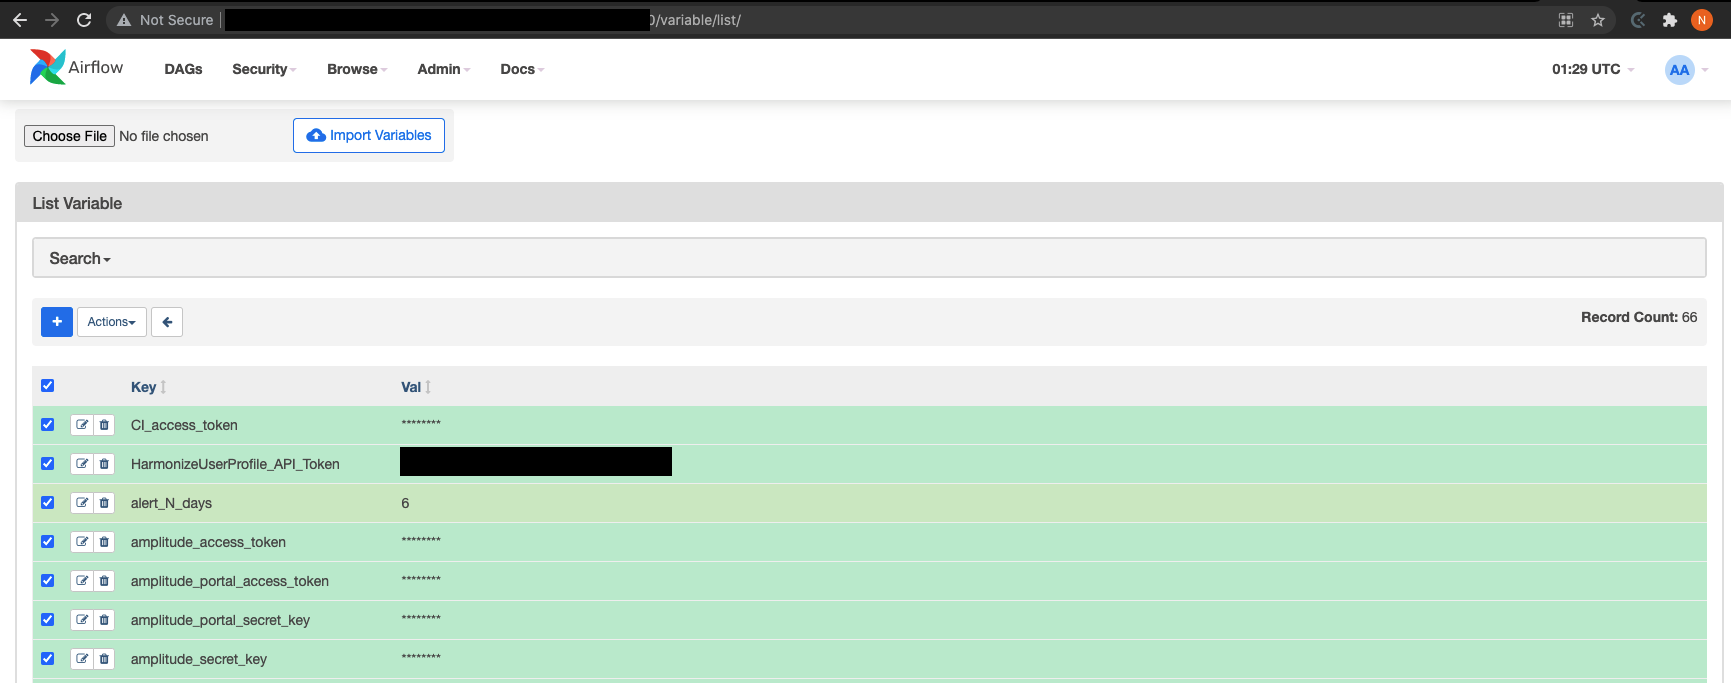 Not Secure /variable/list/ N
Airflow DAGs Security Browse Admin Docs 01:29 UTC AA
Choose File No file chosen Import Variables
List Variable
Search
+ Actions Record Count: 66
Key Val
CI_access_token ********
HarmonizeUserProfile_API_Token
alert_N_days 6
amplitude_access_token ********
amplitude_portal_access_token ********
amplitude_portal_secret_key ********
amplitude_secret_key ********